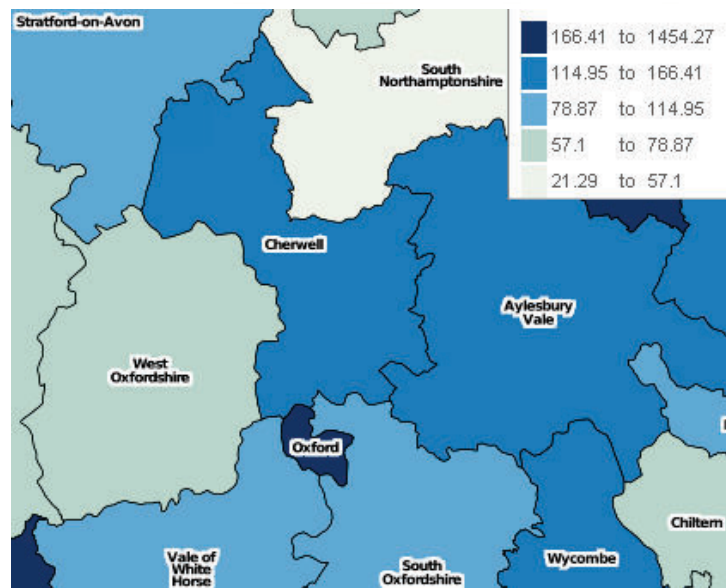 Stratford-on-Avon
166.41 to 1454.27
114.95 to 166.41
78.87 to 114.95
57.1 to 78.87
21.29 to 57.1
South
Northamptonshire
Cherwell
Aylesbury
Vale
West
Oxfordshire
Oxford
Chiltern
Vale of
White
Horse
South
Oxfordshire
Wycombe